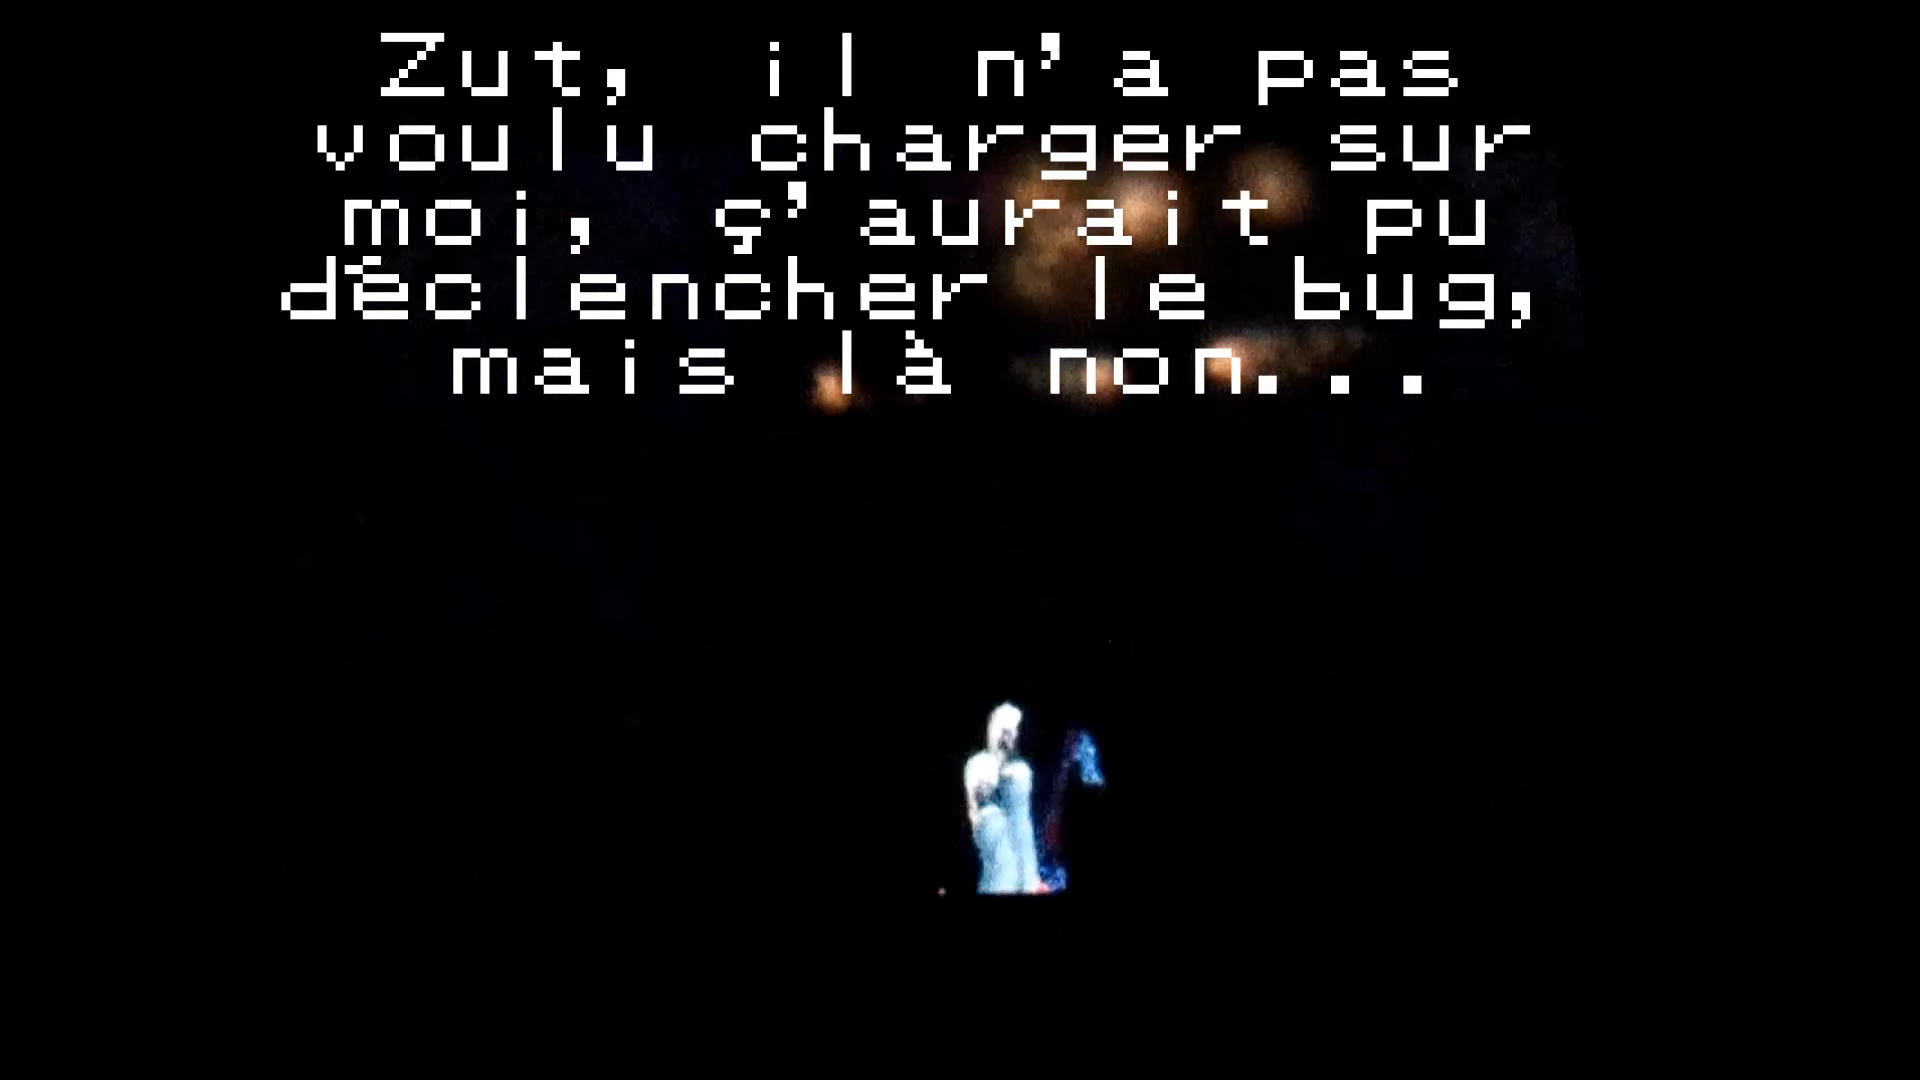 Zut, il n'a pas
voulu charger sur
moi, ç'aurait pu
déclencher le bug,
mais là non...